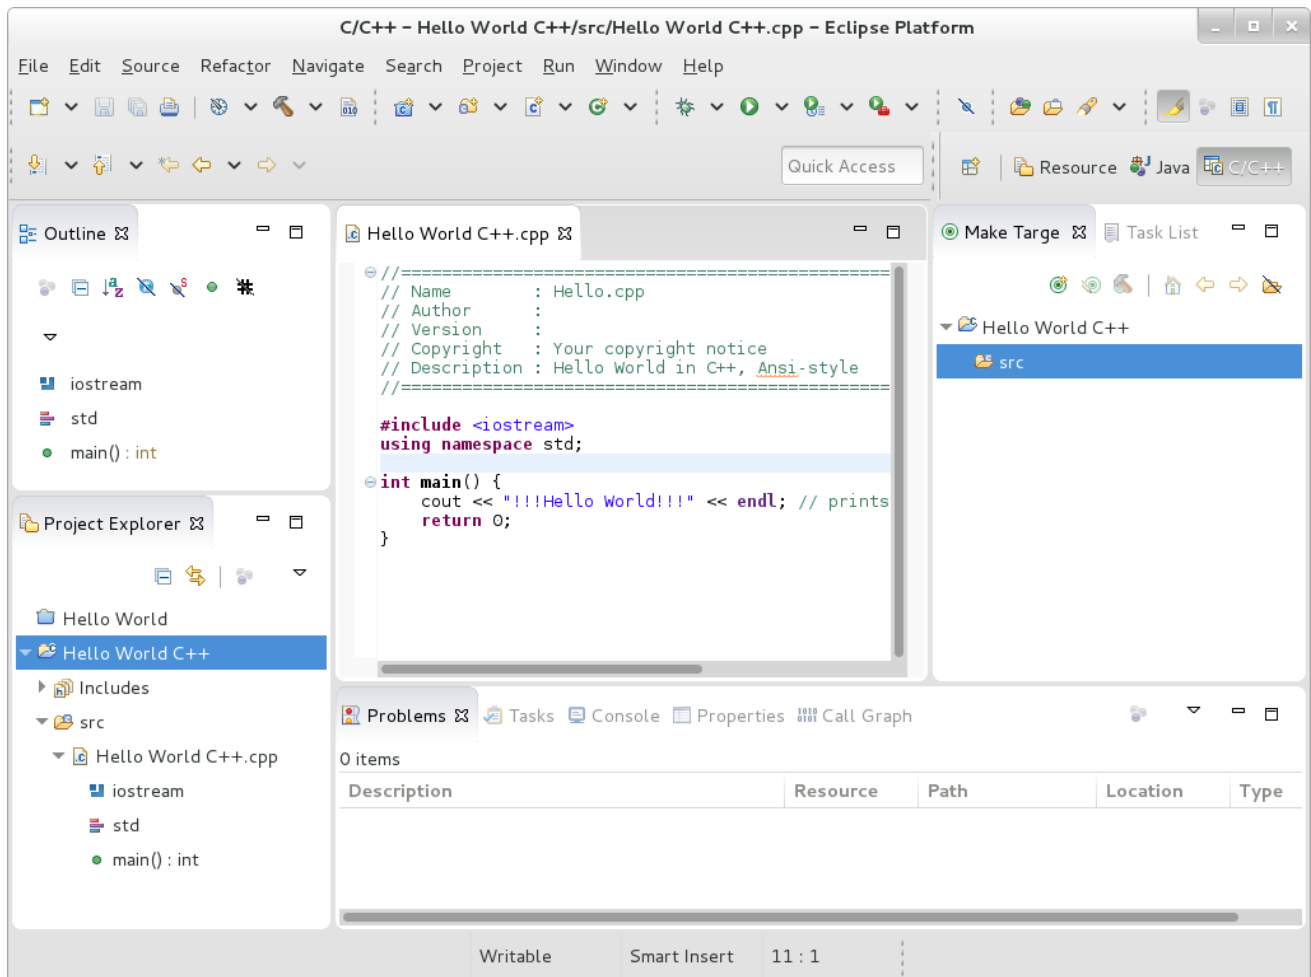 C/C++ – Hello World C++/src/Hello World C++.cpp – Eclipse Platform
File Edit Source Refactor Navigate Search Project Run Window Help
Quick Access
Resource Java C/C++
Outline
iostream
std
main() : int
Project Explorer
Hello World
Hello World C++
Includes
src
Hello World C++.cpp
iostream
std
main() : int
Hello World C++.cpp
//================================================
// Name        : Hello.cpp
// Author      :
// Version     :
// Copyright   : Your copyright notice
// Description : Hello World in C++, Ansi-style
//================================================
#include <iostream>
using namespace std;
int main() {
    cout << "!!!Hello World!!!" << endl; // prints
    return 0;
}
Make Targe Task List
Hello World C++
src
Problems Tasks Console Properties Call Graph
0 items
Description Resource Path Location Type
Writable Smart Insert 11 : 1